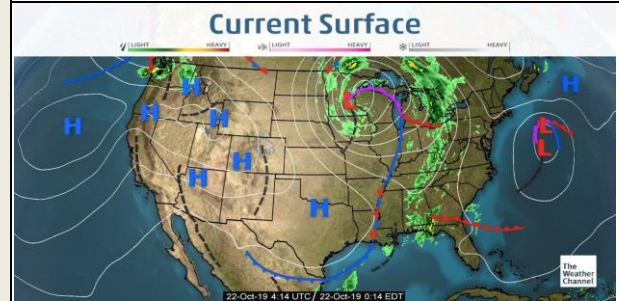 Current Surface
LIGHT HEAVY LIGHT HEAVY LIGHT HEAVY
H
L
H
H
H
H
H
L
L
H
H
H
The
Weather
Channel
22-Oct-19 4:14 UTC / 22-Oct-19 0:14 EDT